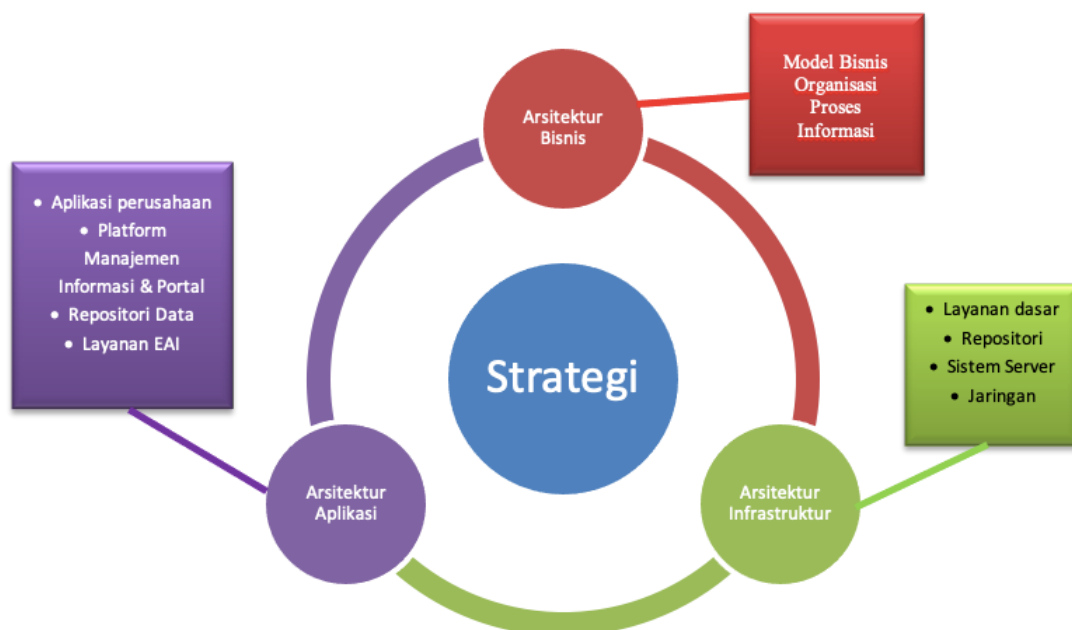 Model Bisnis
Organisasi
Proses
Informasi
Arsitektur
Bisnis
• Aplikasi perusahaan
• Platform
Manajemen
Informasi & Portal
• Repositori Data
• Layanan EAI
Strategi
• Layanan dasar
• Repositori
• Sistem Server
• Jaringan
Arsitektur
Aplikasi
Arsitektur
Infrastruktur